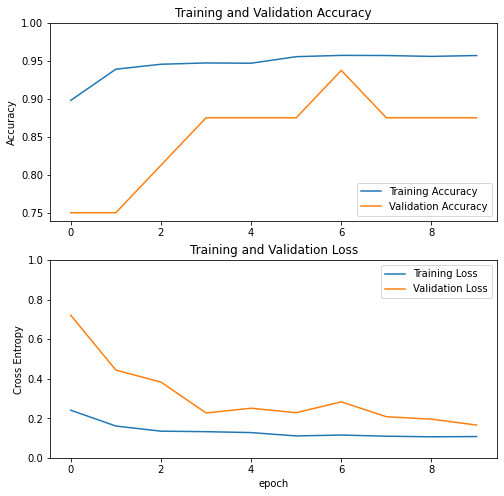 Training and Validation Accuracy
1.00
0.95
0.90
0.85
0.80
0.75
Accuracy
Training Accuracy
Validation Accuracy
0 2 4 6 8
Training and Validation Loss
1.0
0.8
0.6
0.4
0.2
0.0
Cross Entropy
Training Loss
Validation Loss
0 2 4 6 8
epoch